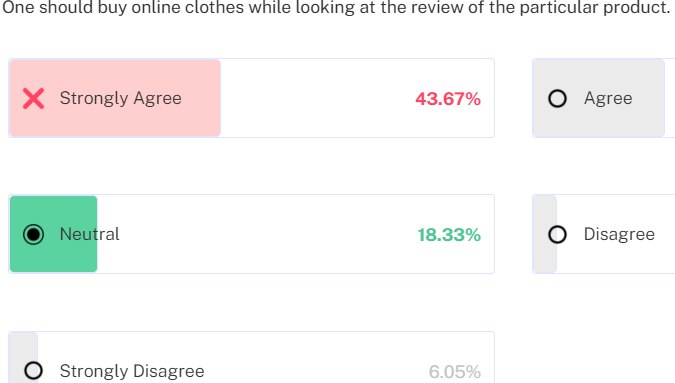 One should buy online clothes while looking at the review of the particular product.
Strongly Agree 43.67% Agree
Neutral 18.33% Disagree
Strongly Disagree 6.05%